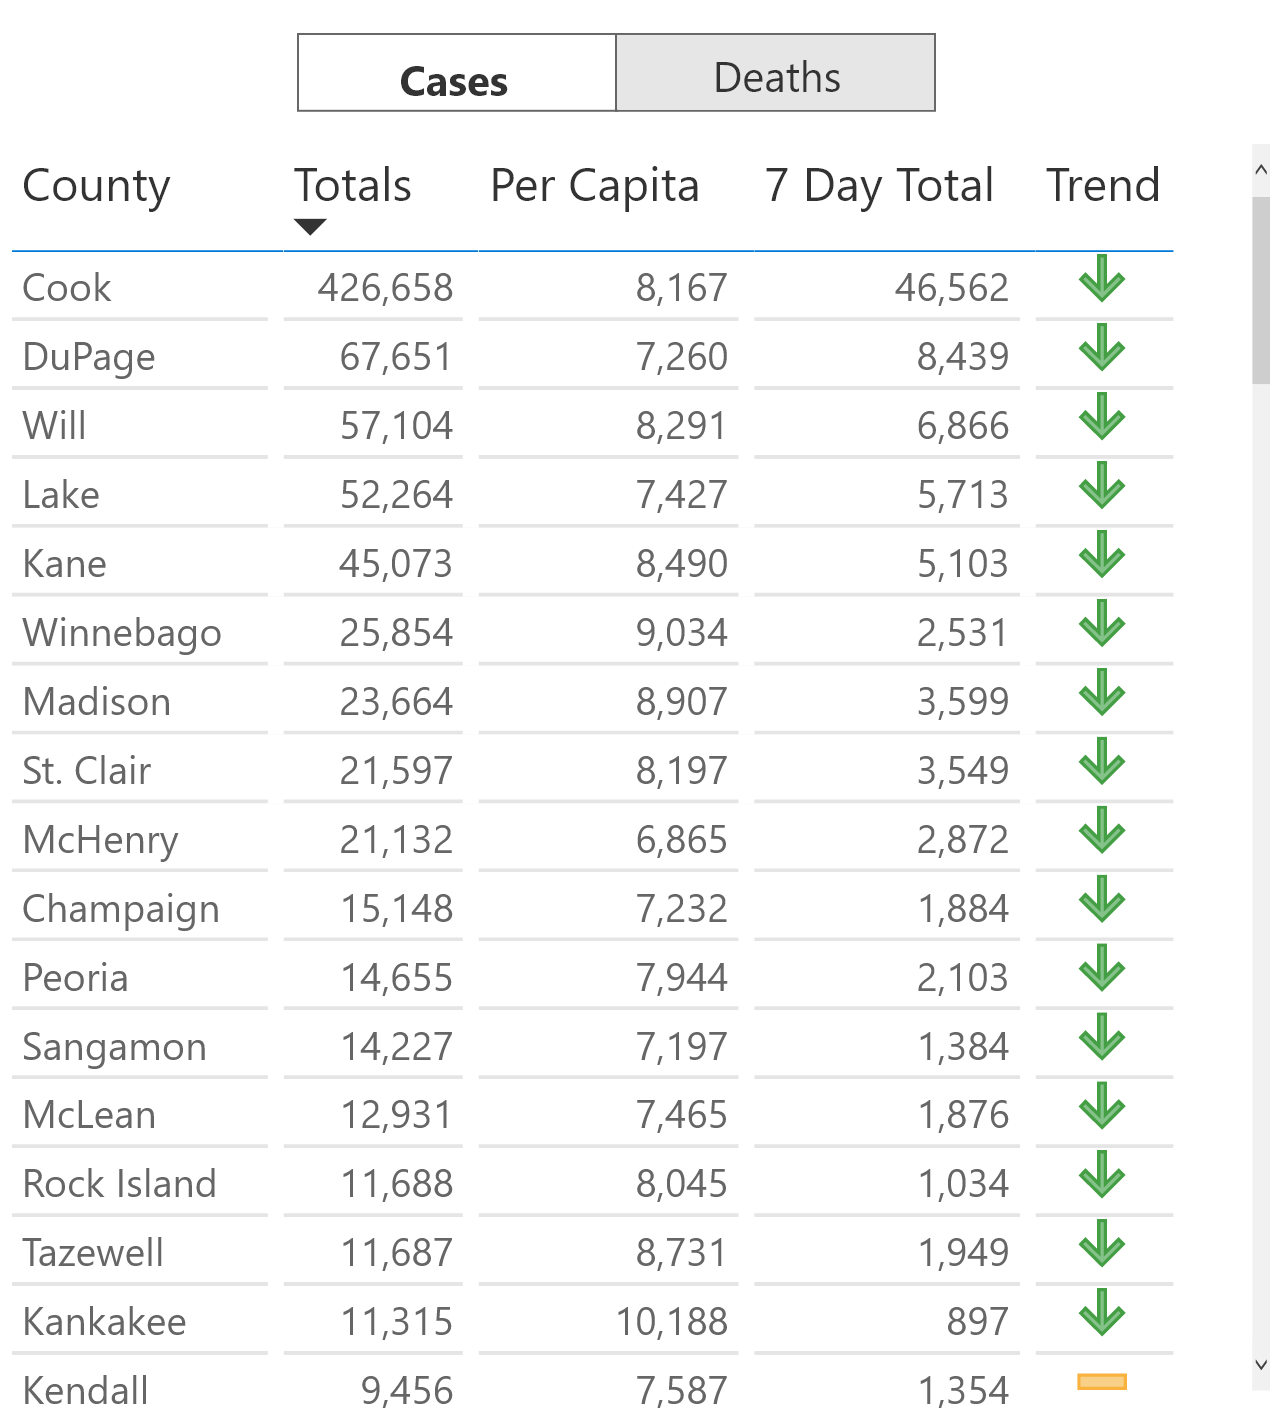 Cases Deaths
County Totals Per Capita 7 Day Total Trend
Cook 426,658 8,167 46,562
DuPage 67,651 7,260 8,439
Will 57,104 8,291 6,866
Lake 52,264 7,427 5,713
Kane 45,073 8,490 5,103
Winnebago 25,854 9,034 2,531
Madison 23,664 8,907 3,599
St. Clair 21,597 8,197 3,549
McHenry 21,132 6,865 2,872
Champaign 15,148 7,232 1,884
Peoria 14,655 7,944 2,103
Sangamon 14,227 7,197 1,384
McLean 12,931 7,465 1,876
Rock Island 11,688 8,045 1,034
Tazewell 11,687 8,731 1,949
Kankakee 11,315 10,188 897
Kendall 9,456 7,587 1,354